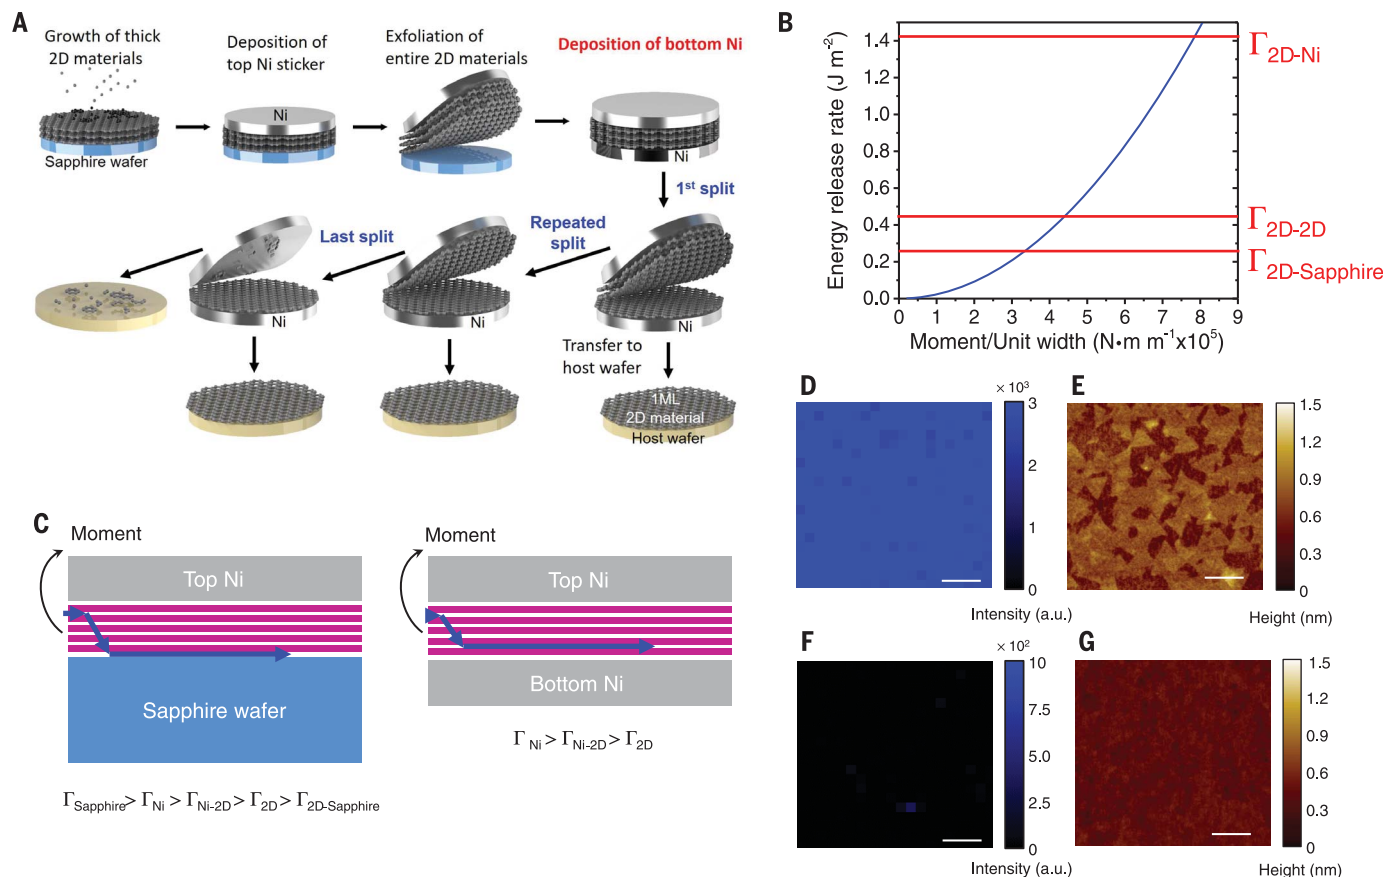 A
Growth of thick
2D materials
Deposition of
top Ni sticker
Exfoliation of
entire 2D materials
Deposition of bottom Ni
Ni
Sapphire wafer
Ni
1st split
Last split
Repeated
split
Ni
Ni
Ni
Transfer to
host wafer
1ML
2D material
Host wafer
B
Energy release rate (J m-2)
1.4
1.2
1.0
0.8
0.6
0.4
0.2
0.0
0 1 2 3 4 5 6 7 8 9
Moment/Unit width (N•m m-1x105)
Γ2D-Ni
Γ2D-2D
Γ2D-Sapphire
C
Moment
Top Ni
Sapphire wafer
ΓSapphire> ΓNi > ΓNi-2D> Γ2D> Γ2D-Sapphire
Moment
Top Ni
Bottom Ni
ΓNi > ΓNi-2D > Γ2D
D
× 103
3
2
1
0
Intensity (a.u.)
E
1.5
1.2
0.9
0.6
0.3
0
Height (nm)
F
× 102
10
7.5
5.0
2.5
0
Intensity (a.u.)
G
1.5
1.2
0.9
0.6
0.3
0
Height (nm)